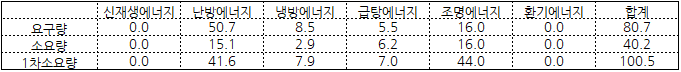 신재생에너지 난방에너지 냉방에너지 급탕에너지 조명에너지 환기에너지 합계
요구량 0.0 50.7 8.5 5.5 16.0 0.0 80.7
소요량 0.0 15.1 2.9 6.2 16.0 0.0 40.2
1차소요량 0.0 41.6 7.9 7.0 44.0 0.0 100.5